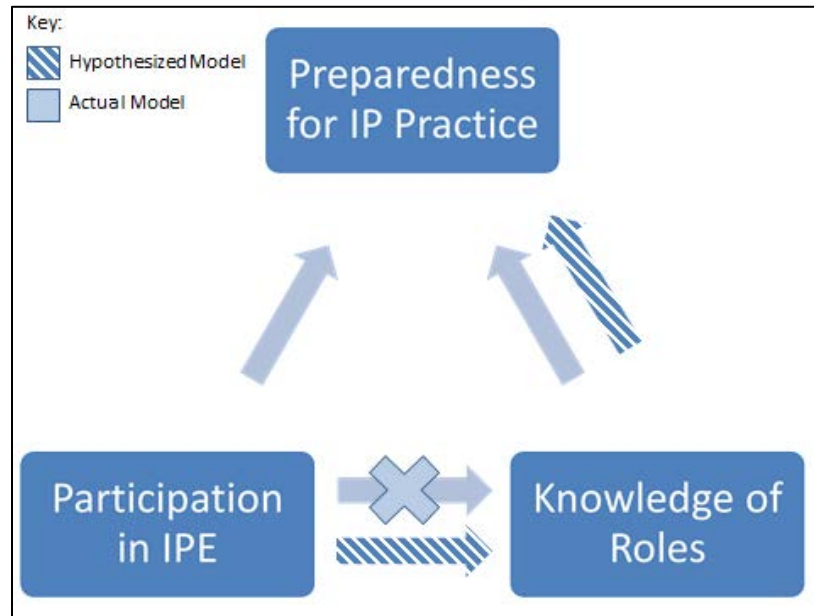 Key:
Hypothesized Model
Actual Model
Preparedness
for IP Practice
Participation
in IPE
Knowledge of
Roles